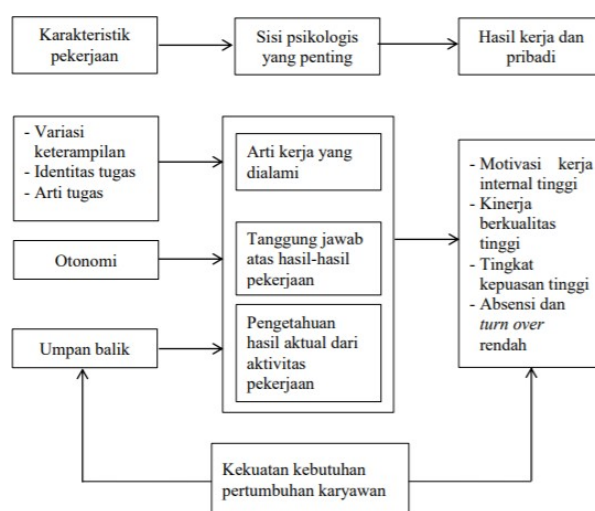 Karakteristik
pekerjaan
Sisi psikologis
yang penting
Hasil kerja dan
pribadi
- Variasi
keterampilan
- Identitas tugas
- Arti tugas
Arti kerja yang
dialami
- Motivasi kerja
internal tinggi
- Kinerja
berkualitas
tinggi
- Tingkat
kepuasan tinggi
- Absensi dan
turn over
rendah
Otonomi
Tanggung jawab
atas hasil-hasil
pekerjaan
Umpan balik
Pengetahuan
hasil aktual dari
aktivitas
pekerjaan
Kekuatan kebutuhan
pertumbuhan karyawan